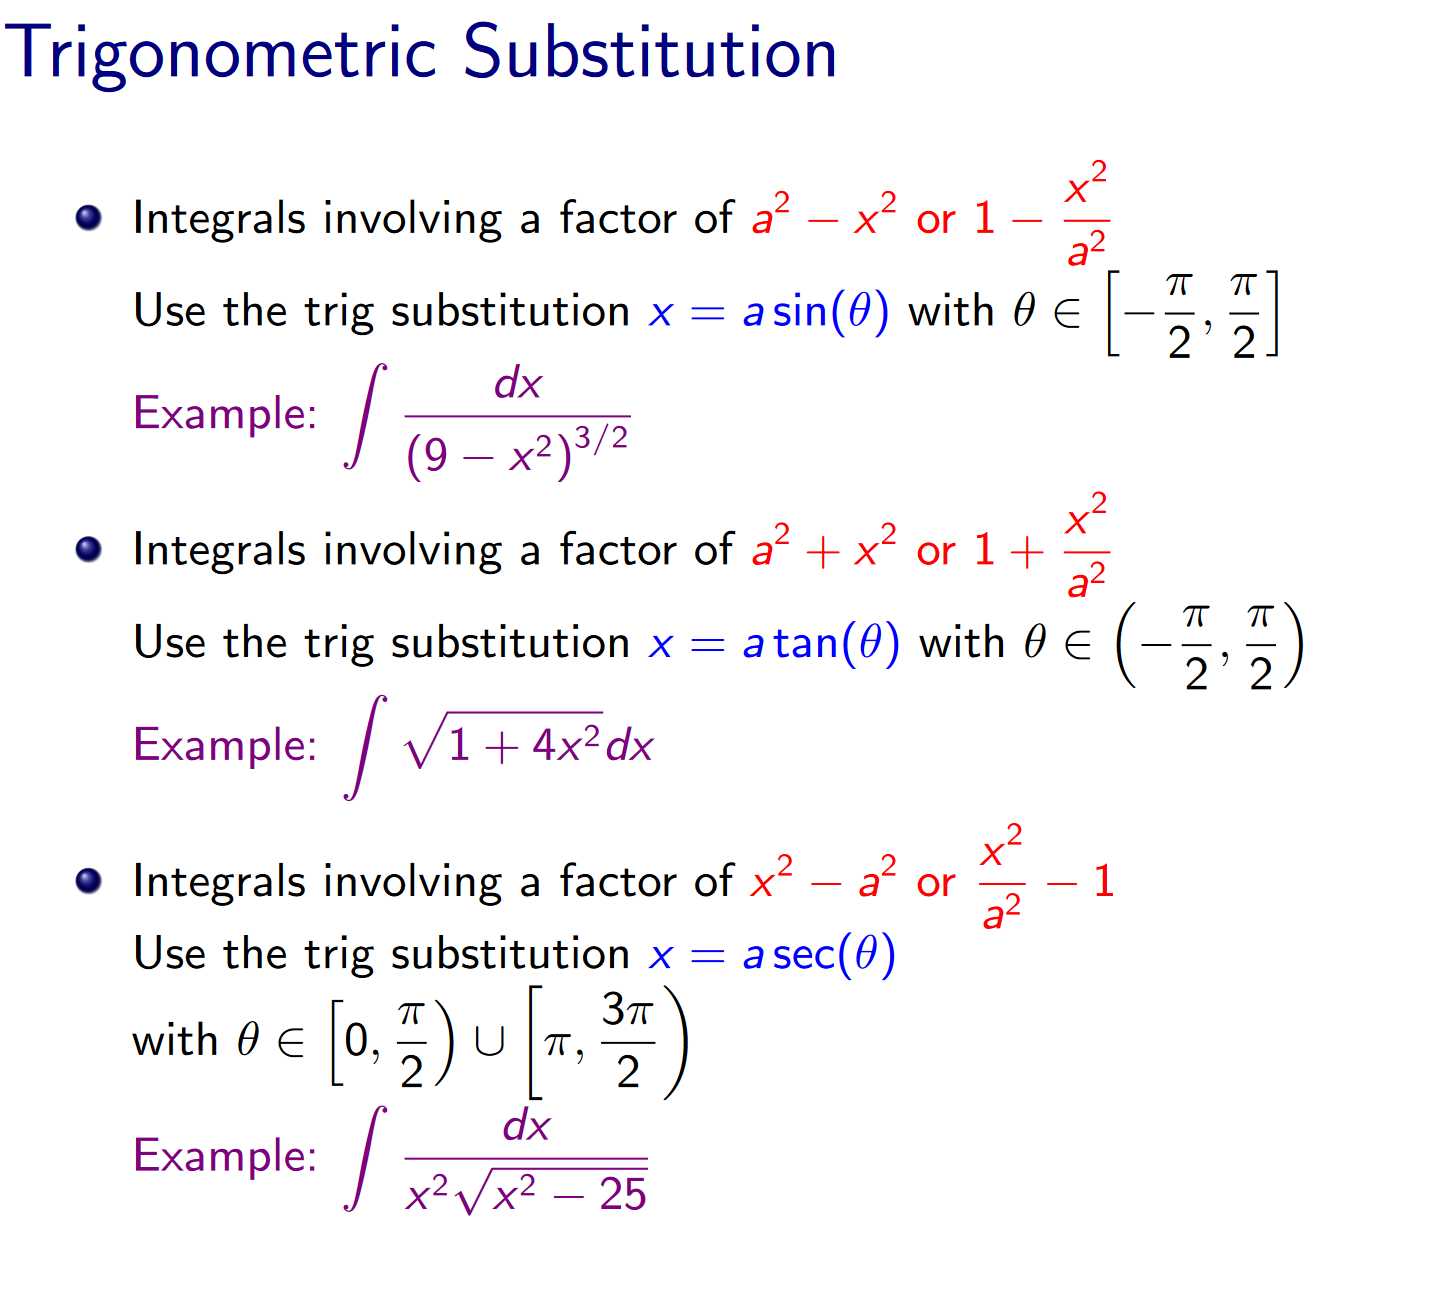 Trigonometric Substitution
• Integrals involving a factor of $a^2 - x^2$ or $1 - \frac{x^2}{a^2}$
Use the trig substitution $x = a\sin(\theta)$ with $\theta \in \left[-\frac{\pi}{2}, \frac{\pi}{2}\right]$
Example: $\int \frac{dx}{(9 - x^2)^{3/2}}$
• Integrals involving a factor of $a^2 + x^2$ or $1 + \frac{x^2}{a^2}$
Use the trig substitution $x = a\tan(\theta)$ with $\theta \in \left(-\frac{\pi}{2}, \frac{\pi}{2}\right)$
Example: $\int \sqrt{1 + 4x^2}dx$
• Integrals involving a factor of $x^2 - a^2$ or $\frac{x^2}{a^2} - 1$
Use the trig substitution $x = a\sec(\theta)$
with $\theta \in \left[0, \frac{\pi}{2}\right) \cup \left[\pi, \frac{3\pi}{2}\right)$
Example: $\int \frac{dx}{x^2\sqrt{x^2 - 25}}$